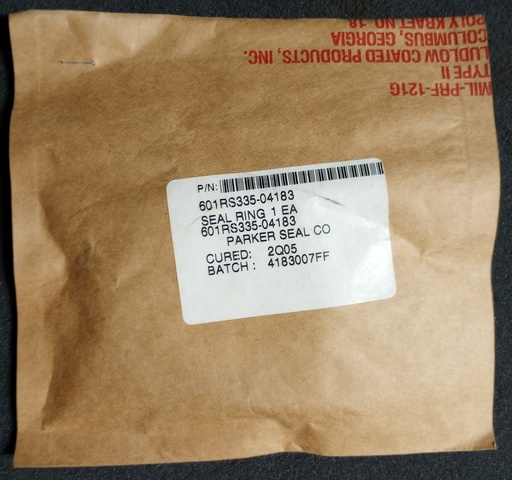 MIL-PRF-121G
TYPE II
LUDLOW COATED PRODUCTS, INC.
COLUMBUS, GEORGIA
POLY KRAFT NO. 18
P/N:
601RS335-04183
SEAL RING 1 EA
601RS335-04183
PARKER SEAL CO
CURED: 2Q05
BATCH : 4183007FF